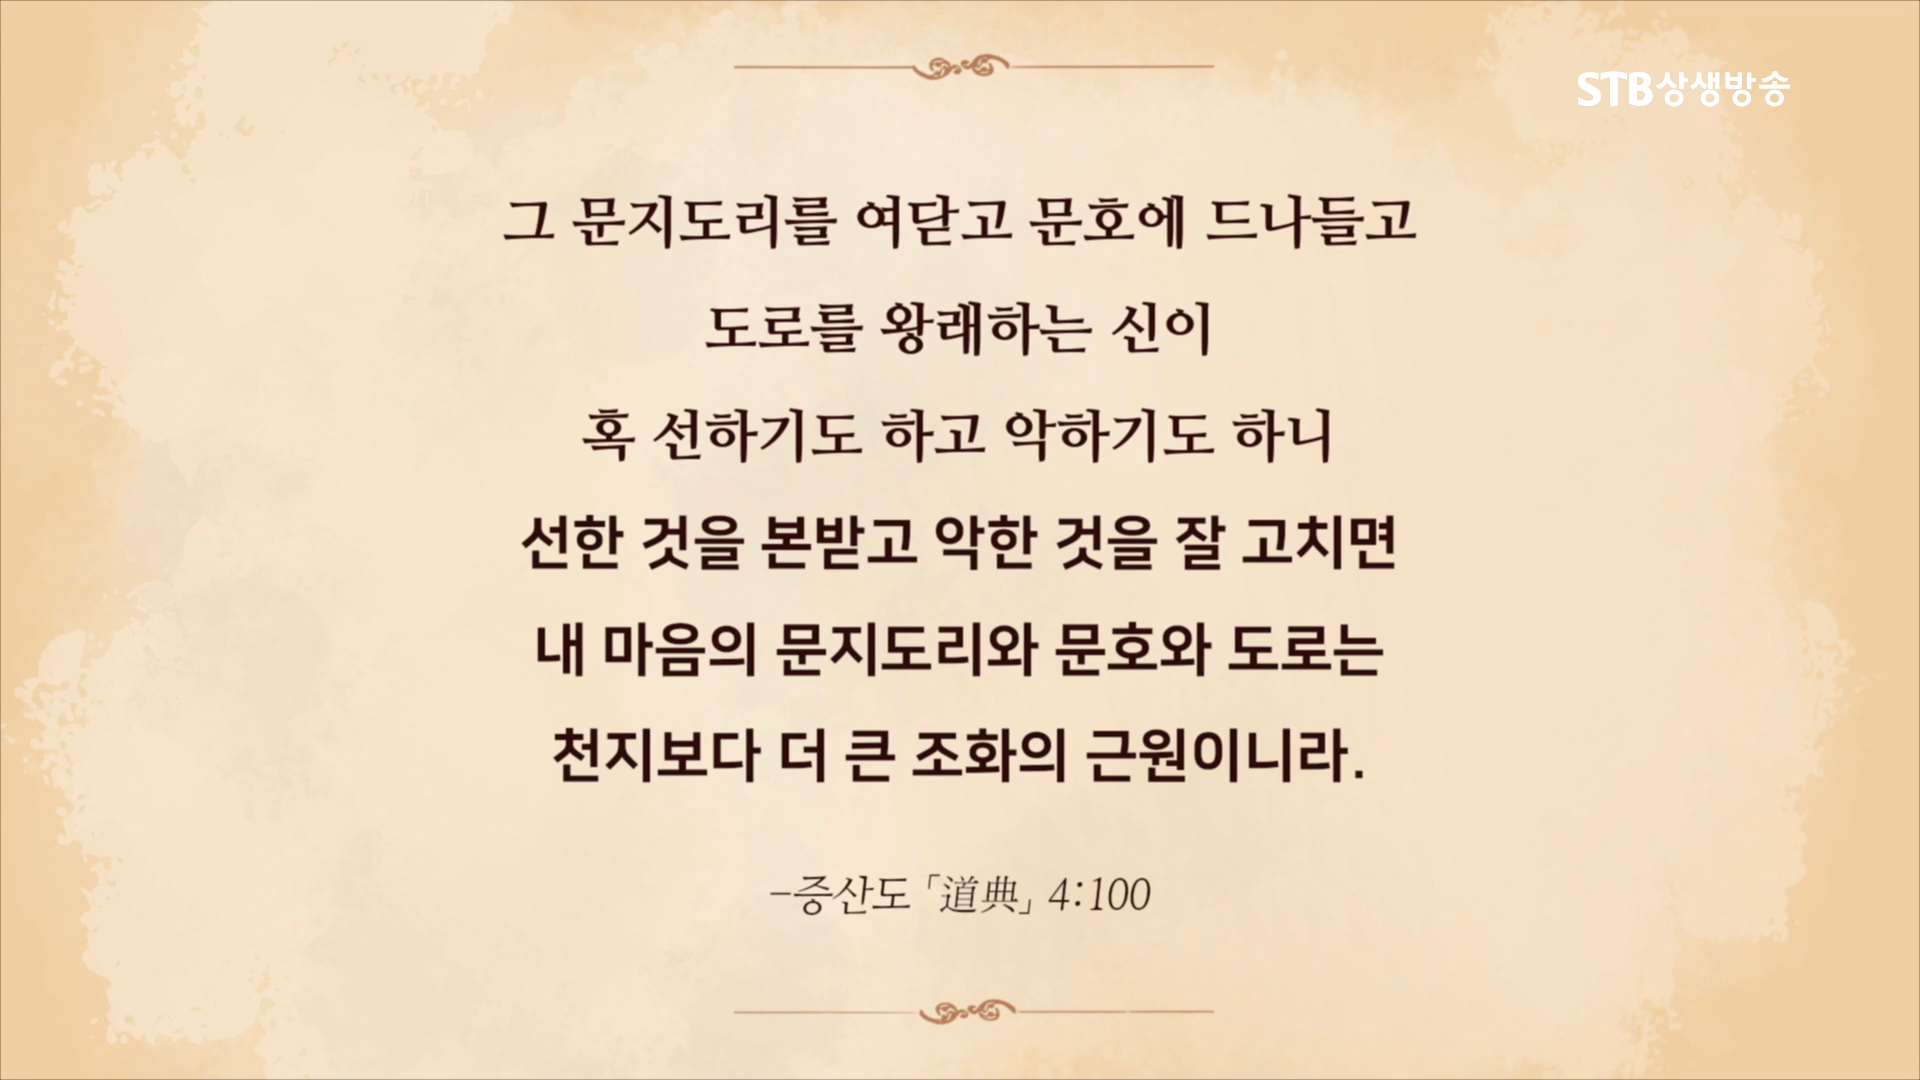 STB상생방송
그 문지도리를 여닫고 문호에 드나들고
도로를 왕래하는 신이
혹 선하기도 하고 악하기도 하니
선한 것을 본받고 악한 것을 잘 고치면
내 마음의 문지도리와 문호와 도로는
천지보다 더 큰 조화의 근원이니라.
-증산도 「道典」 4:100